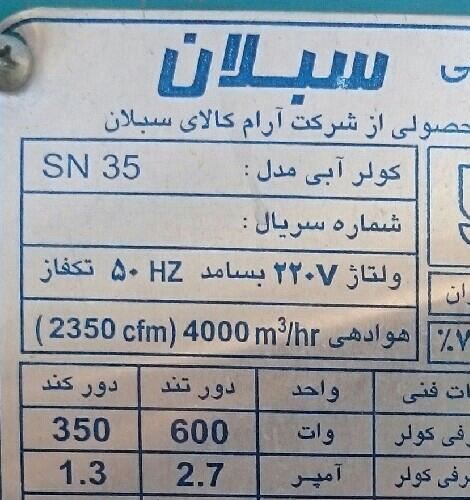 سبلان
محصولی از شرکت آرام کالای سبلان
کولر آبی مدل : SN 35
شماره سریال :
ولتاژ ۲۲۰V بسامد ۵۰ HZ تکفاز
هوادهی 4000 m³/hr (2350 cfm)
٪۷
واحد دور تند دور کند
وات 600 350
آمپر 2.7 1.3